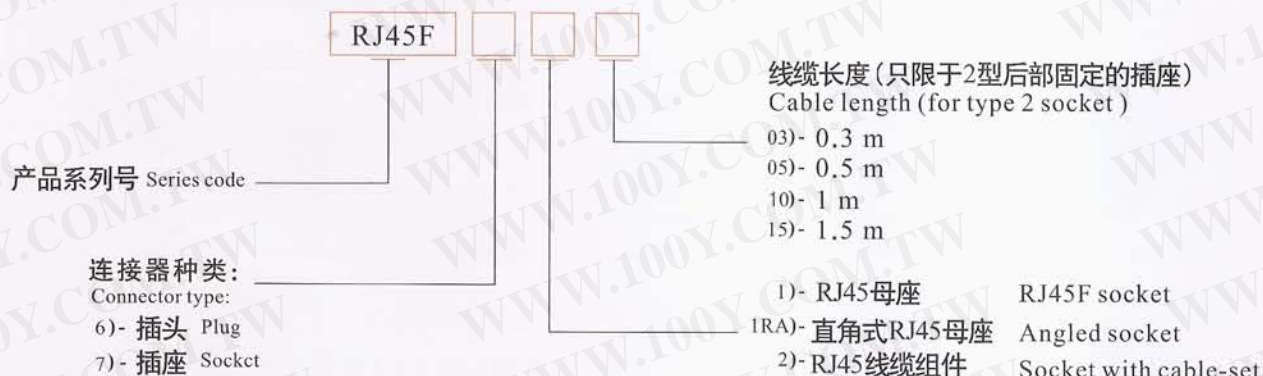 RJ45F
线缆长度(只限于2型后部固定的插座)
Cable length (for type 2 socket )
03)- 0.3 m
05)- 0.5 m
10)- 1 m
15)- 1.5 m
产品系列号 Series code
连接器种类:
Connector type:
6)- 插头 Plug
7)- 插座 Sockct
1)- RJ45母座 RJ45F socket
1RA)- 直角式RJ45母座 Angled socket
2)- RJ45线缆组件 Socket with cable-set
WWW.100Y.COM.TW